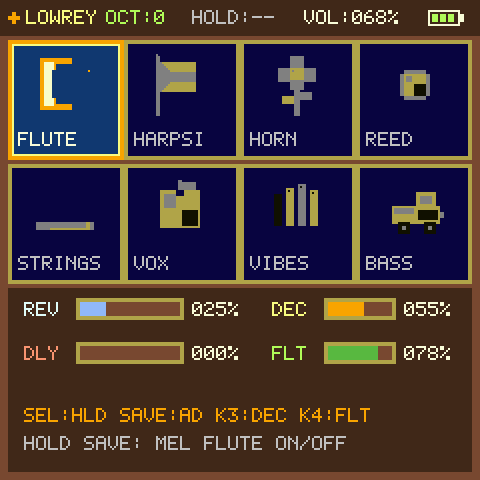 LOWREY OCT:0 HOLD:-- VOL:068%
FLUTE HARPSI HORN REED
STRINGS VOX VIBES BASS
REV 025% DEC 055%
DLY 000% FLT 078%
SEL:HLD SAVE:AD K3:DEC K4:FLT
HOLD SAVE: MEL FLUTE ON/OFF